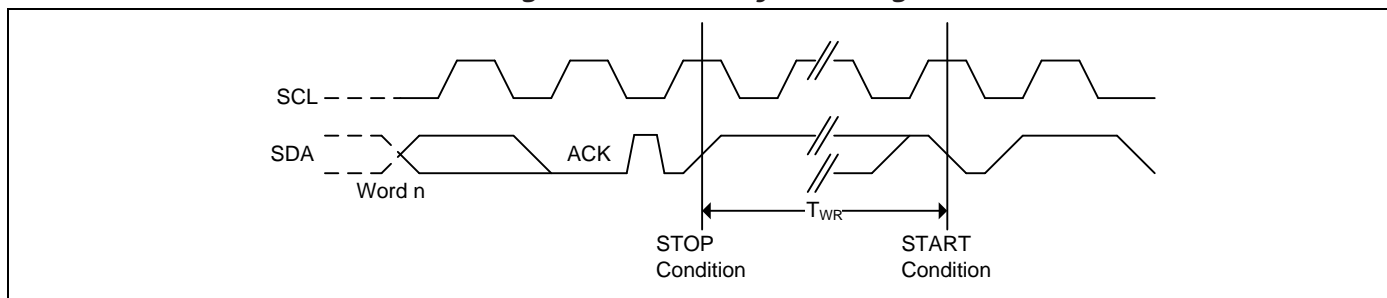 SCL
SDA
ACK
Word n
TWR
STOP
Condition
START
Condition